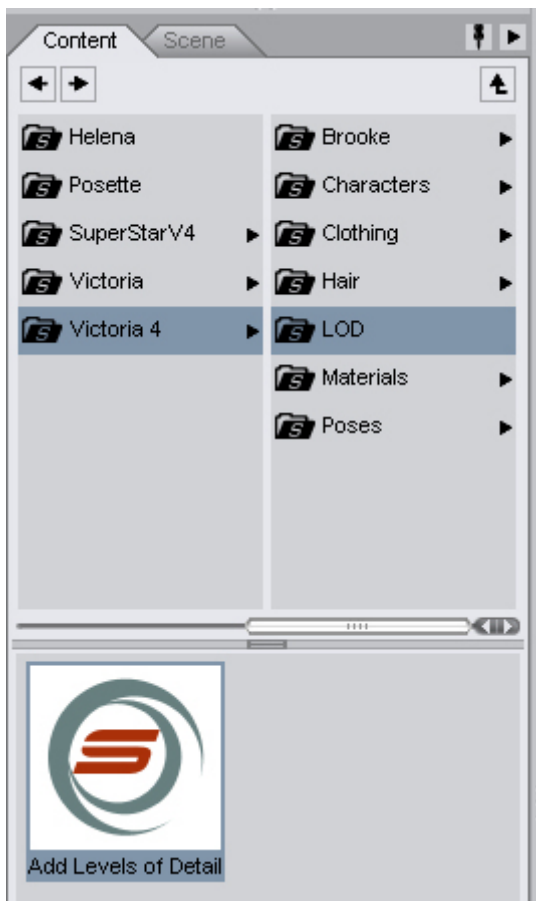 Content
Scene
Helena
Posette
SuperStarV4
Victoria
Victoria 4
Brooke
Characters
Clothing
Hair
LOD
Materials
Poses
Add Levels of Detail